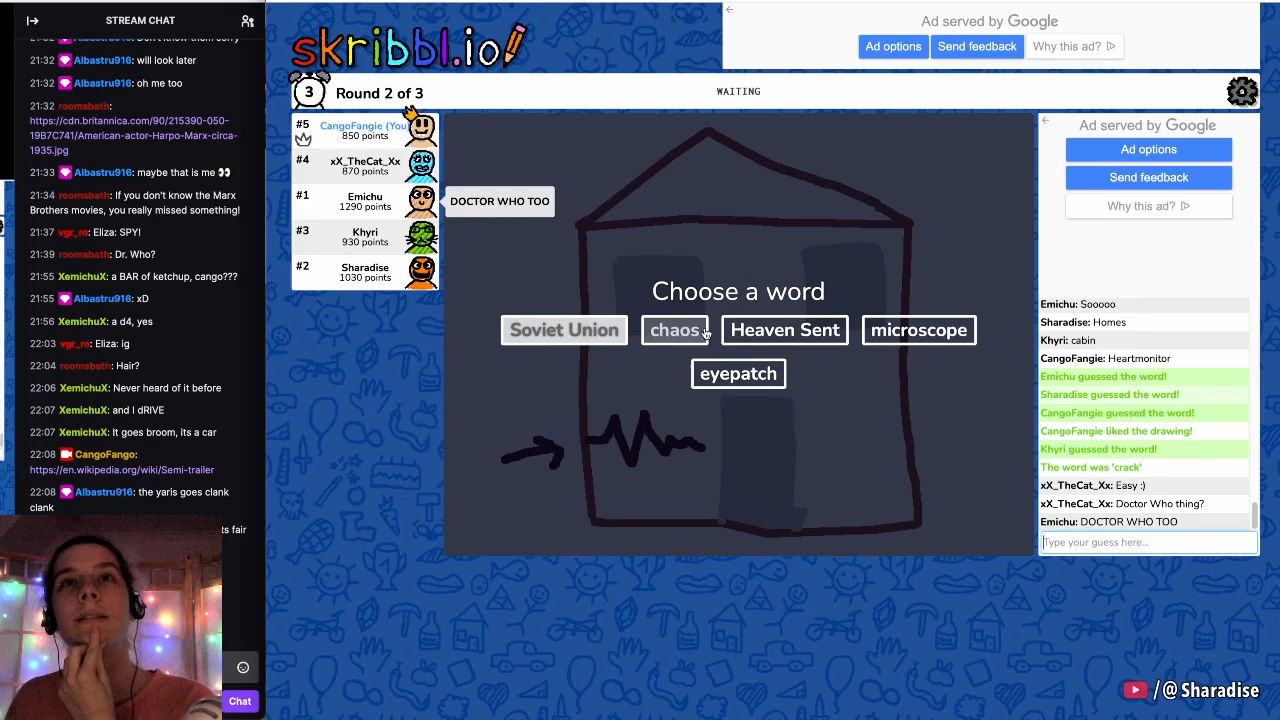 STREAM CHAT
21:32 Albastru916: will look later
21:32 Albastru916: oh me too
21:32 roomsbath:
https://cdn.britannica.com/90/215390-050-
19B7C741/American-actor-Harpo-Marx-circa-
1935.jpg
21:33 Albastru916: maybe that is me 👀
21:34 roomsbath: If you don't know the Marx
Brothers movies, you really missed something!
21:37 vgr_ro: Eliza: SPY!
21:39 roomsbath: Dr. Who?
21:55 XemichuX: a BAR of ketchup, cango???
21:55 Albastru916: xD
21:56 XemichuX: a d4, yes
22:03 vgr_ro: Eliza: ig
22:04 roomsbath: Hair?
22:06 XemichuX: Never heard of it before
22:07 XemichuX: and I dRIVE
22:07 XemichuX: It goes broom, its a car
22:08 CangoFango:
https://en.wikipedia.org/wiki/Semi-trailer
22:08 Albastru916: the yaris goes clank
clank
ts fair
Chat
skribbl.io
Ad served by Google
Ad options
Send feedback
Why this ad?
3
Round 2 of 3
WAITING
#5 CangoFangie (You)
850 points
#4 xX_TheCat_Xx
870 points
#1 Emichu
1290 points
#3 Khyri
930 points
#2 Sharadise
1030 points
DOCTOR WHO TOO
Choose a word
Soviet Union
chaos
Heaven Sent
microscope
eyepatch
Ad served by Google
Ad options
Send feedback
Why this ad?
Emichu: Sooooo
Sharadise: Homes
Khyri: cabin
CangoFangie: Heartmonitor
Emichu guessed the word!
Sharadise guessed the word!
CangoFangie guessed the word!
CangoFangie liked the drawing!
Khyri guessed the word!
The word was 'crack'
xX_TheCat_Xx: Easy :)
xX_TheCat_Xx: Doctor Who thing?
Emichu: DOCTOR WHO TOO
Type your guess here...
/@Sharadise